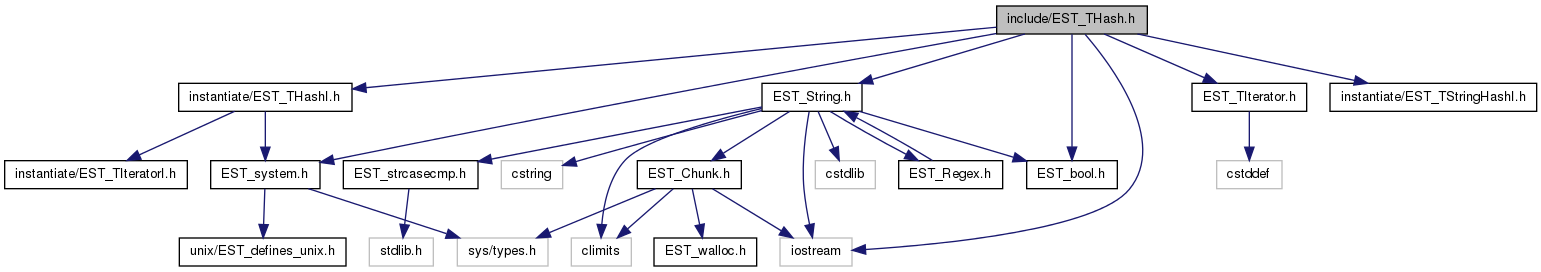 include/EST_THash.h
instantiate/EST_THashI.h
EST_String.h
EST_TIterator.h
instantiate/EST_TStringHashI.h
instantiate/EST_TIteratorI.h
EST_system.h
EST_strcasecmp.h
cstring
EST_Chunk.h
cstdlib
EST_Regex.h
EST_bool.h
cstddef
unix/EST_defines_unix.h
stdlib.h
sys/types.h
climits
EST_walloc.h
iostream